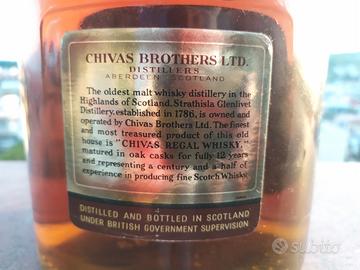 CHIVAS BROTHERS LTD.
DISTILLERS
ABERDEEN SCOTLAND
The oldest malt whisky distillery in the
Highlands of Scotland, Strathisla Glenlivet
Distillery, established in 1786, is owned and
operated by Chivas Brothers Ltd. The finest
and most treasured product of this old
house is "CHIVAS REGAL WHISKY,"
matured in oak casks for fully 12 years
and representing a century and a half of
experience in producing fine Scotch Whisky.
DISTILLED AND BOTTLED IN SCOTLAND
UNDER BRITISH GOVERNMENT SUPERVISION
subito